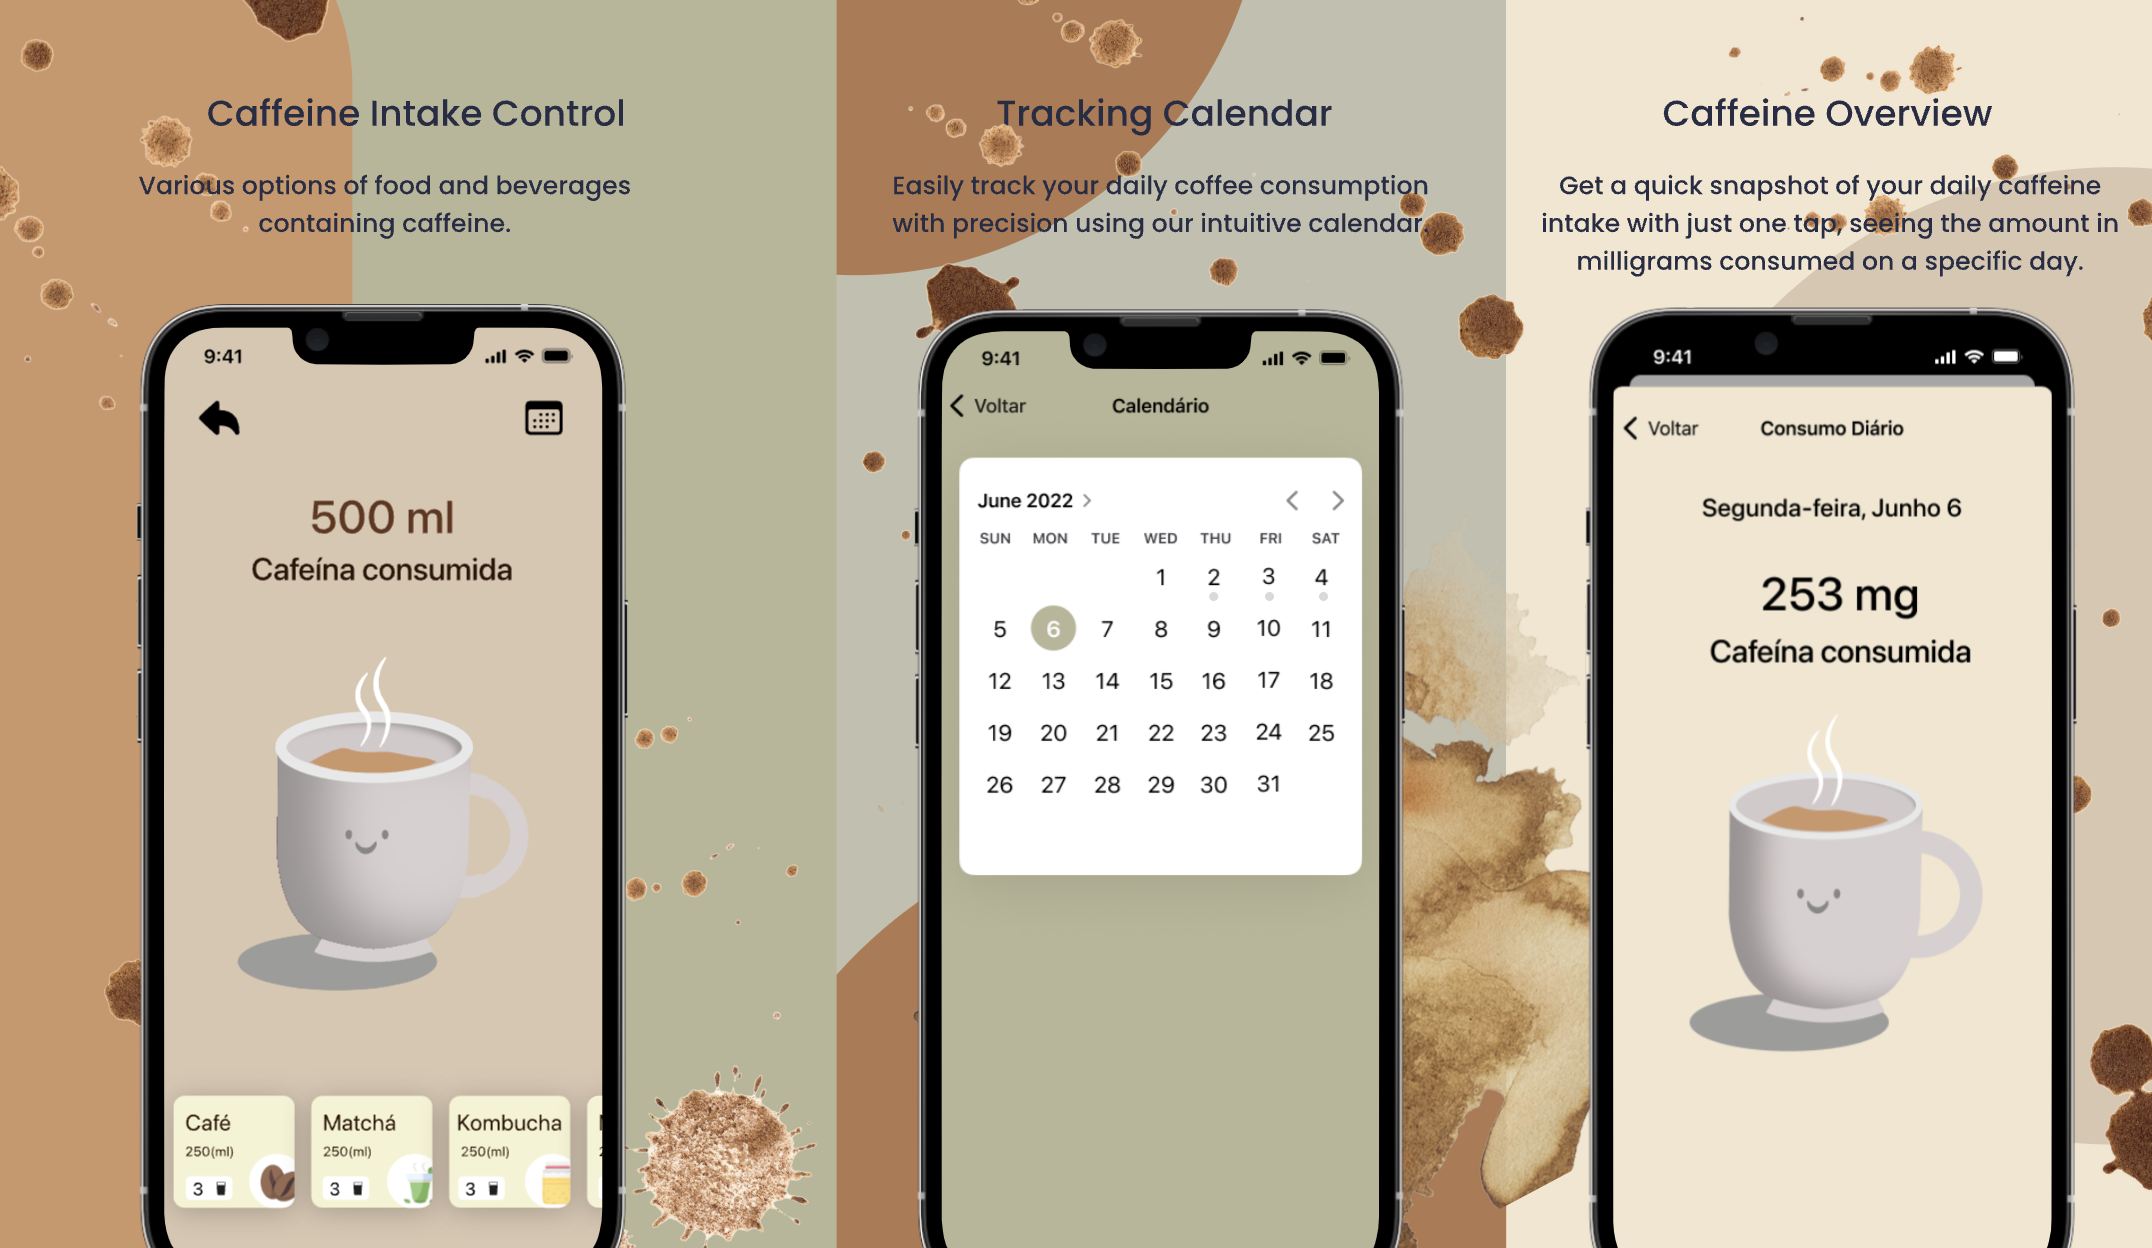 Caffeine Intake Control
Various options of food and beverages
containing caffeine.
9:41
500 ml
Cafeína consumida
Café
250(ml)
3
Matchá
250(ml)
3
Kombucha
250(ml)
3
Tracking Calendar
Easily track your daily coffee consumption
with precision using our intuitive calendar.
9:41
Voltar
Calendário
June 2022
SUN MON TUE WED THU FRI SAT
1 2 3 4
5 6 7 8 9 10 11
12 13 14 15 16 17 18
19 20 21 22 23 24 25
26 27 28 29 30 31
Caffeine Overview
Get a quick snapshot of your daily caffeine
intake with just one tap, seeing the amount in
milligrams consumed on a specific day.
9:41
Voltar
Consumo Diário
Segunda-feira, Junho 6
253 mg
Cafeína consumida